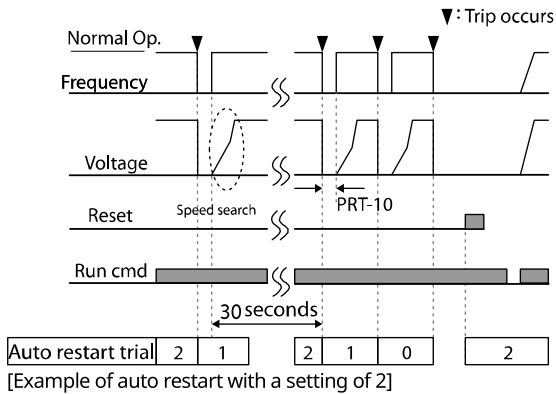 ▼: Trip occurs
Normal Op.
Frequency
Voltage
Speed search
PRT-10
Reset
Run cmd
30 seconds
Auto restart trial 2 1 2 1 0 2
[Example of auto restart with a setting of 2]